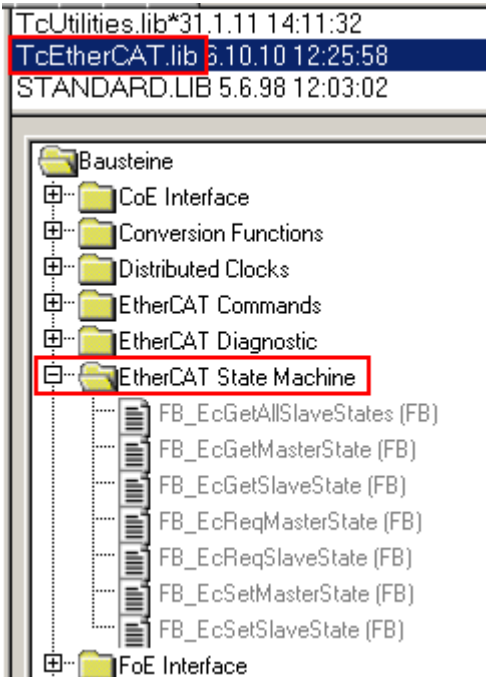 TcUtilities.lib*31.1.11 14:11:32
TcEtherCAT.lib 6.10.10 12:25:58
STANDARD.LIB 5.6.98 12:03:02
Bausteine
CoE Interface
Conversion Functions
Distributed Clocks
EtherCAT Commands
EtherCAT Diagnostic
EtherCAT State Machine
FB_EcGetAllSlaveStates (FB)
FB_EcGetMasterState (FB)
FB_EcGetSlaveState (FB)
FB_EcReqMasterState (FB)
FB_EcReqSlaveState (FB)
FB_EcSetMasterState (FB)
FB_EcSetSlaveState (FB)
FoE Interface